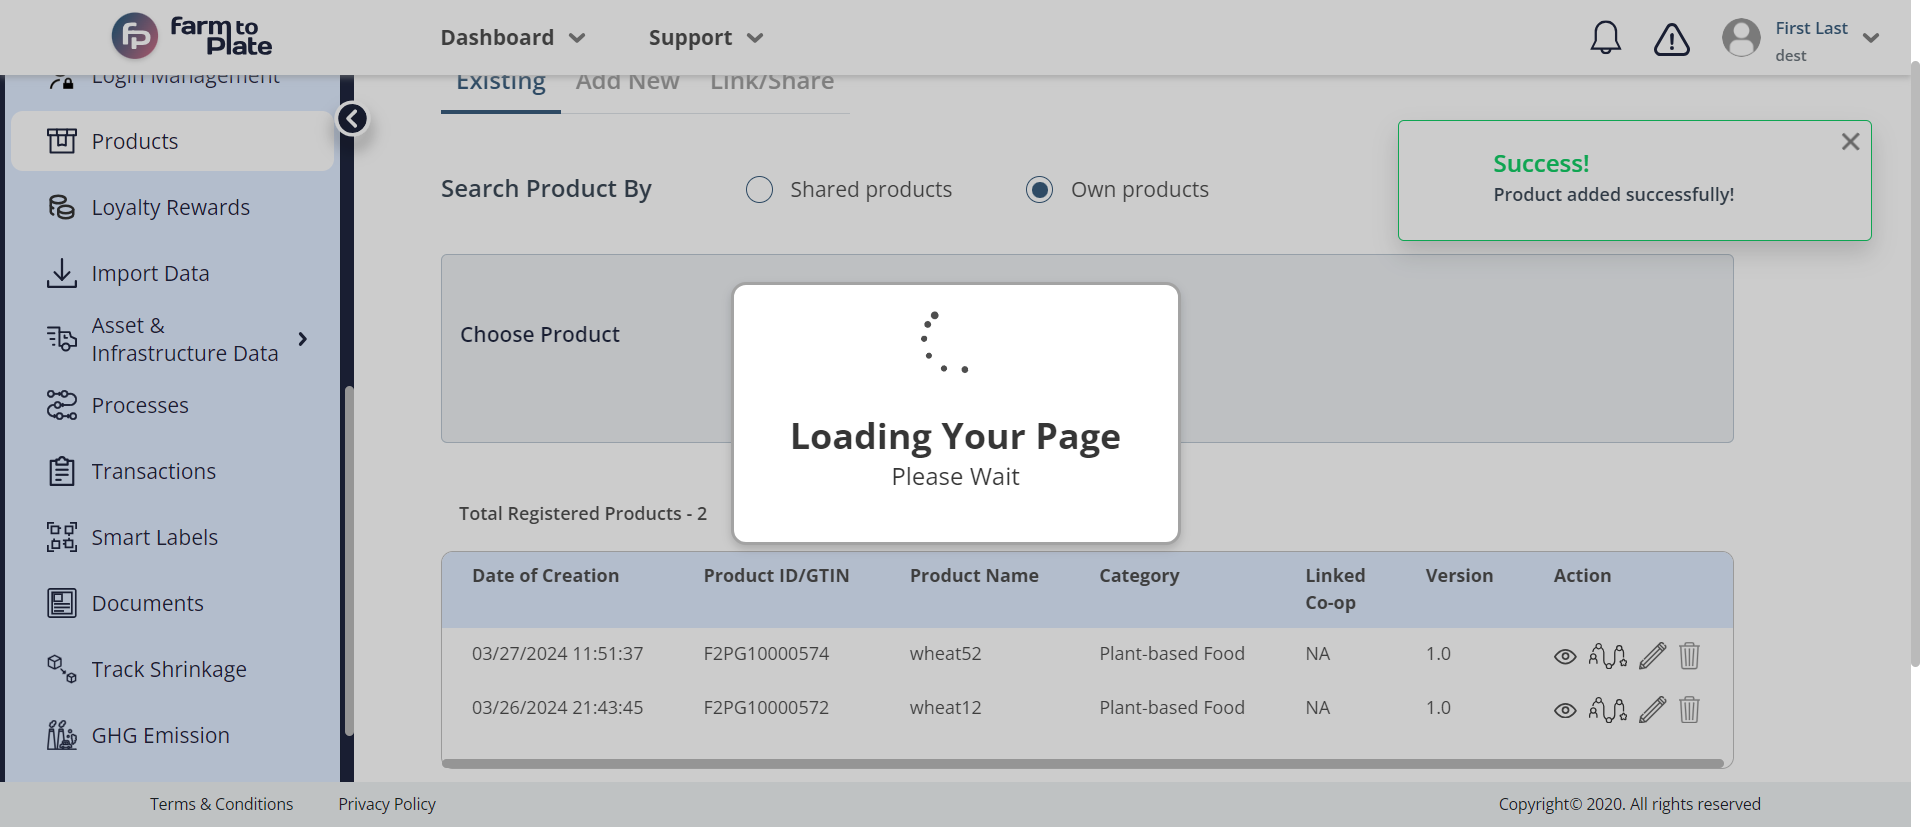 fp Farm to Plate
Dashboard Support
First Last
dest
Login Management
Products
Loyalty Rewards
Import Data
Asset &
Infrastructure Data
Processes
Transactions
Smart Labels
Documents
Track Shrinkage
GHG Emission
Existing Add New Link/Share
Search Product By Shared products Own products
Success!
Product added successfully!
Choose Product
Loading Your Page
Please Wait
Total Registered Products - 2
Date of Creation Product ID/GTIN Product Name Category Linked Co-op Version Action
03/27/2024 11:51:37 F2PG10000574 wheat52 Plant-based Food NA 1.0
03/26/2024 21:43:45 F2PG10000572 wheat12 Plant-based Food NA 1.0
Terms & Conditions Privacy Policy Copyright© 2020. All rights reserved